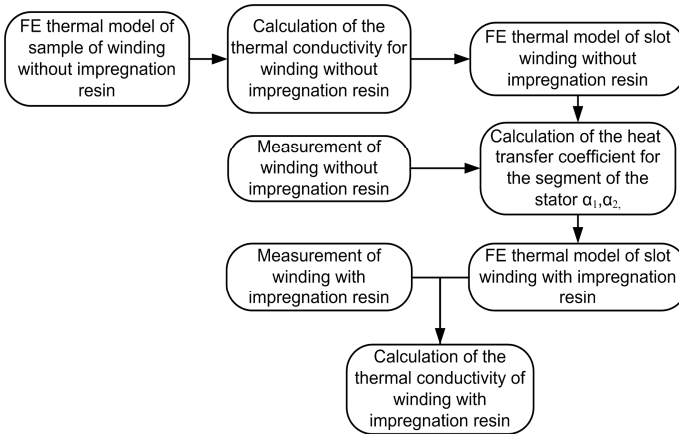 FE thermal model of
sample of winding
without impregnation
resin
Calculation of the
thermal conductivity for
winding without
impregnation resin
FE thermal model of slot
winding without
impregnation resin
Measurement of
winding without
impregnation resin
Calculation of the heat
transfer coefficient for
the segment of the
stator α₁,α₂,
Measurement of
winding with
impregnation resin
FE thermal model of slot
winding with impregnation
resin
Calculation of the
thermal conductivity of
winding with
impregnation resin